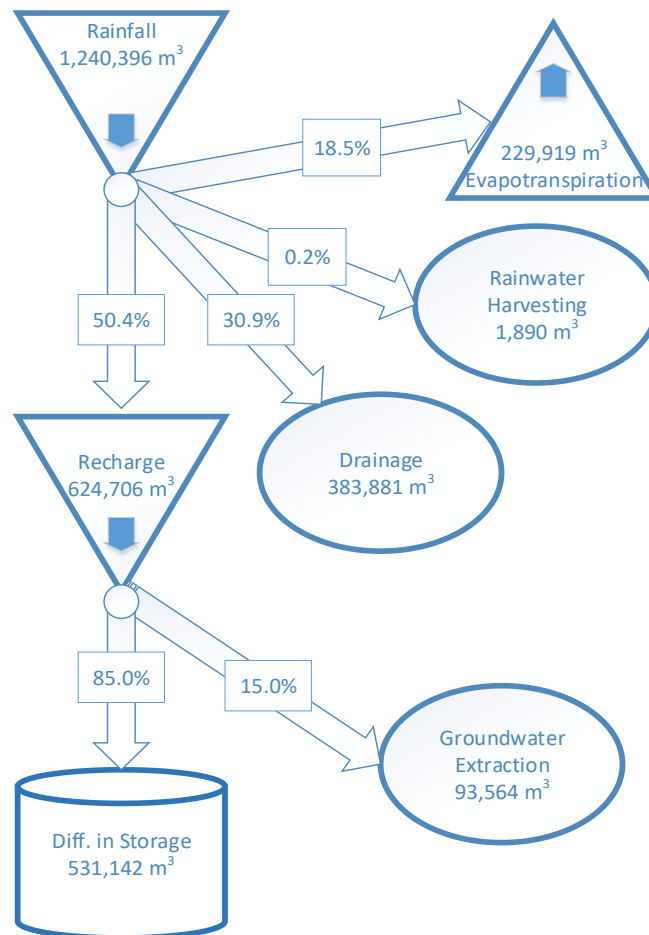 Rainfall
1,240,396 m³
18.5%
229,919 m³
Evapotranspiration
0.2%
Rainwater
Harvesting
1,890 m³
50.4%
30.9%
Recharge
624,706 m³
Drainage
383,881 m³
85.0%
15.0%
Groundwater
Extraction
93,564 m³
Diff. in Storage
531,142 m³